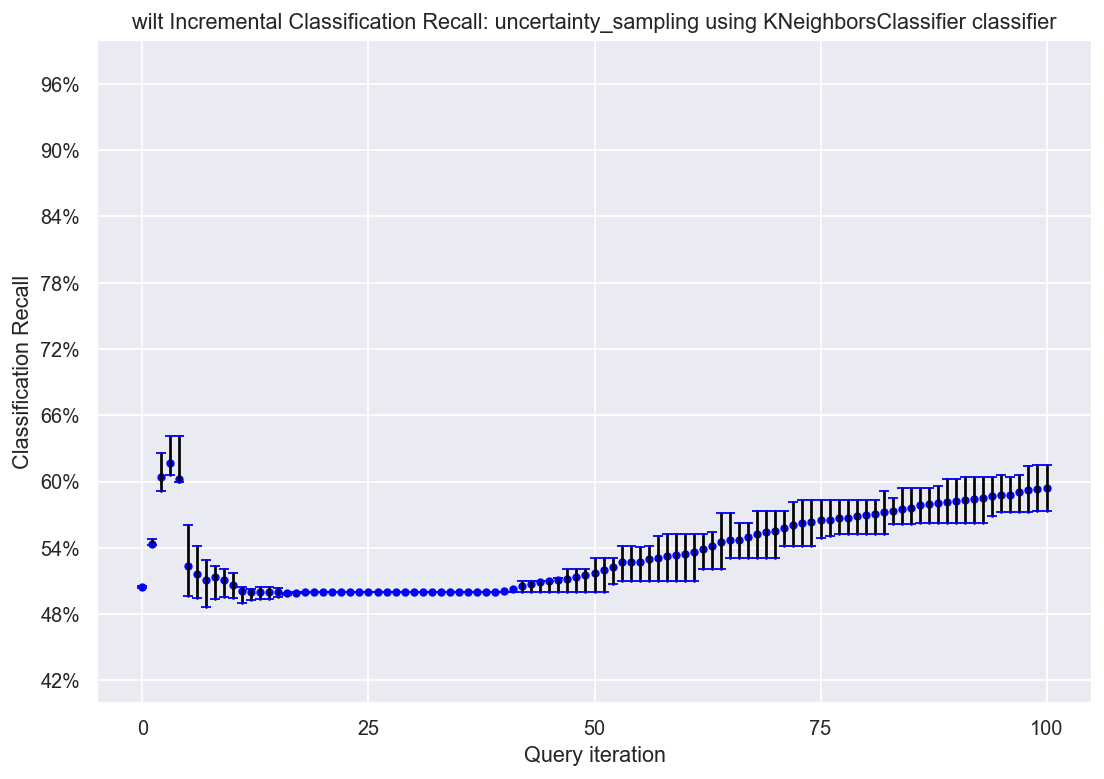 wilt Incremental Classification Recall: uncertainty_sampling using KNeighborsClassifier classifier
96%
90%
84%
78%
72%
66%
60%
54%
48%
42%
Classification Recall
0 25 50 75 100
Query iteration